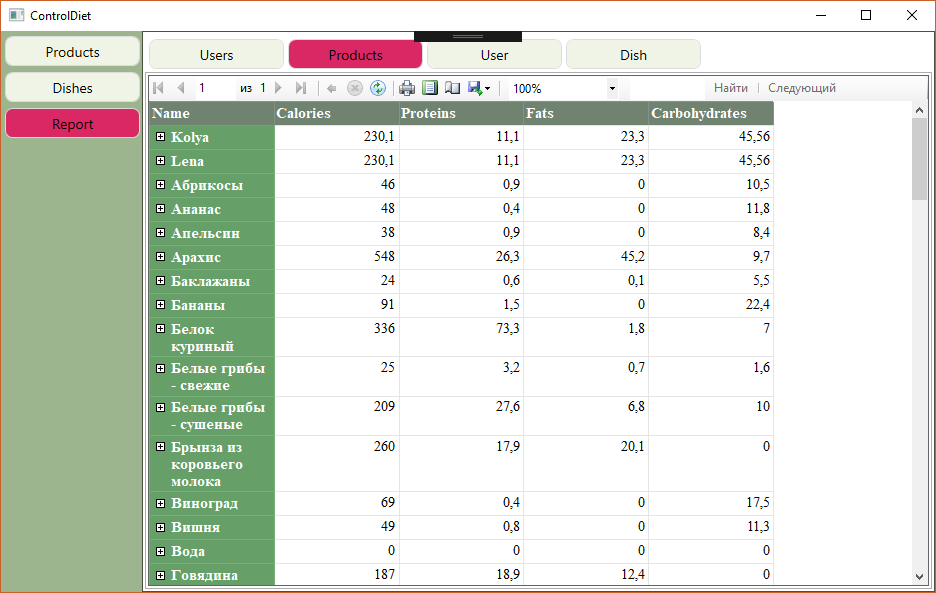 ControlDiet
Products
Dishes
Report
Users Products User Dish
1 из 1 100% Найти Следующий
Name Calories Proteins Fats Carbohydrates
Kolya 230,1 11,1 23,3 45,56
Lena 230,1 11,1 23,3 45,56
Абрикосы 46 0,9 0 10,5
Ананас 48 0,4 0 11,8
Апельсин 38 0,9 0 8,4
Арахис 548 26,3 45,2 9,7
Баклажаны 24 0,6 0,1 5,5
Бананы 91 1,5 0 22,4
Белок 336 73,3 1,8 7
куриный
Белые грибы 25 3,2 0,7 1,6
- свежие
Белые грибы 209 27,6 6,8 10
- сушеные
Брынза из 260 17,9 20,1 0
коровьего
молока
Виноград 69 0,4 0 17,5
Вишня 49 0,8 0 11,3
Вода 0 0 0 0
Говядина 187 18,9 12,4 0